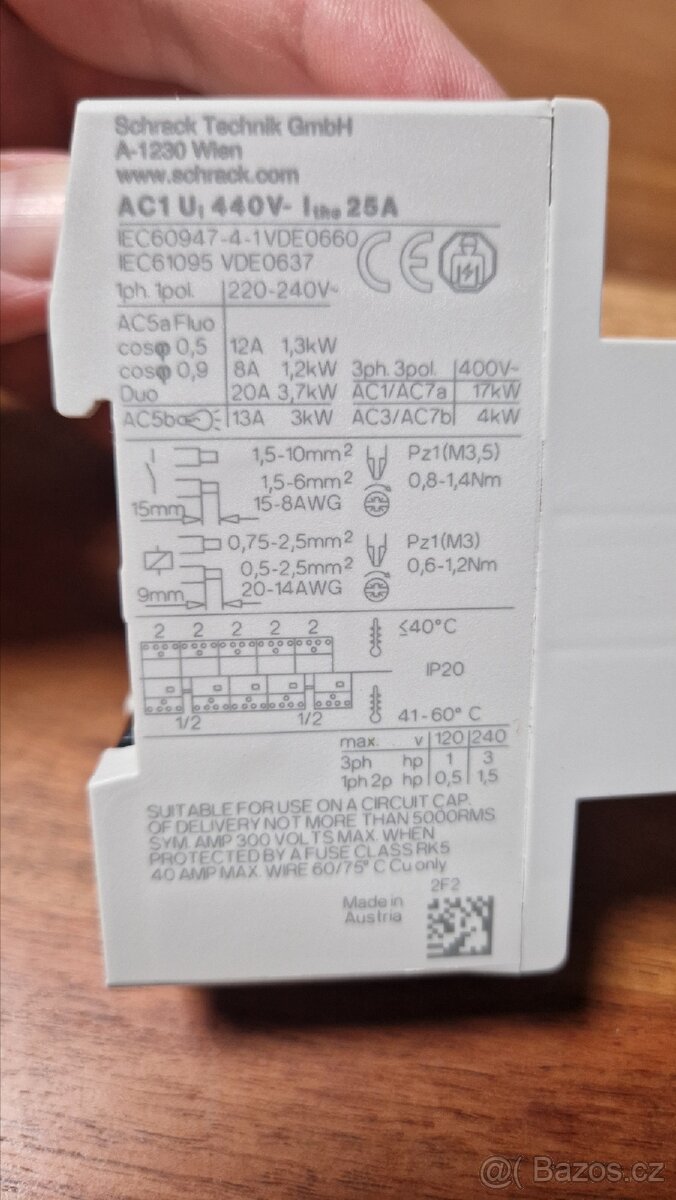 Schrack Technik GmbH
A-1230 Wien
www.schrack.com
AC1 Ui 440V~ Ithe 25A
IEC60947-4-1VDE0660
IEC61095 VDE0637
CE
1ph. 1pol. 220-240V~
AC5a Fluo
cosφ 0,5 12A 1,3kW
cosφ 0,9 8A 1,2kW
Duo 20A 3,7kW
AC5b 13A 3kW
3ph. 3pol. 400V~
AC1/AC7a 17kW
AC3/AC7b 4kW
1,5-10mm² Pz1(M3,5)
1,5-6mm² 0,8-1,4Nm
15mm 15-8AWG
0,75-2,5mm² Pz1(M3)
0,5-2,5mm² 0,6-1,2Nm
9mm 20-14AWG
2 2 2 2 2 ≤40°C
IP20
1/2 1/2 41-60° C
max. v 120 240
3ph hp 1 3
1ph 2p hp 0,5 1,5
SUITABLE FOR USE ON A CIRCUIT CAP.
OF DELIVERY NOT MORE THAN 5000RMS
SYM. AMP 300 VOLTS MAX. WHEN
PROTECTED BY A FUSE CLASS RK5
40 AMP MAX. WIRE 60/75° C Cu only
2F2
Made in
Austria
@( Bazos.cz